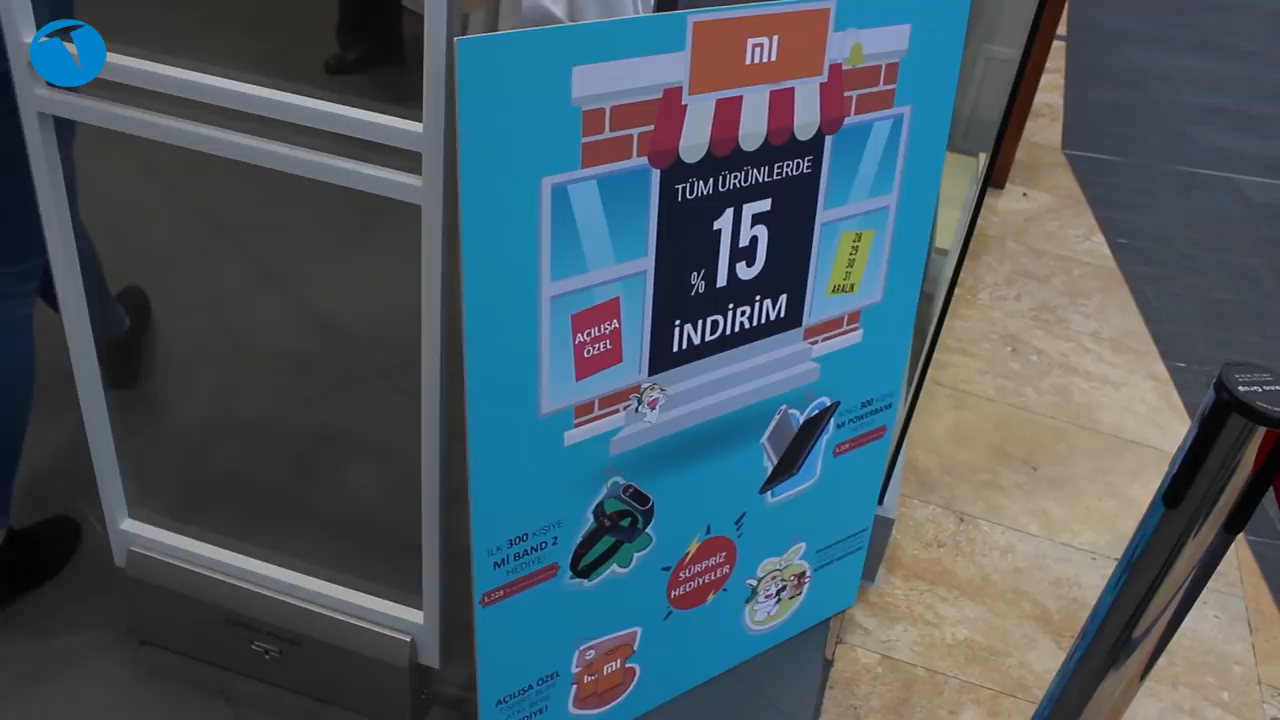 MI
TÜM ÜRÜNLERDE
% 15
İNDİRİM
28
29
30
31
ARALIK
AÇILIŞA
ÖZEL
300
MI POWERBANK
İLK 300 KİŞİYE
Mİ BAND 2
HEDİYE!
SÜRPRİZ
HEDİYELER
MI
AÇILIŞA ÖZEL